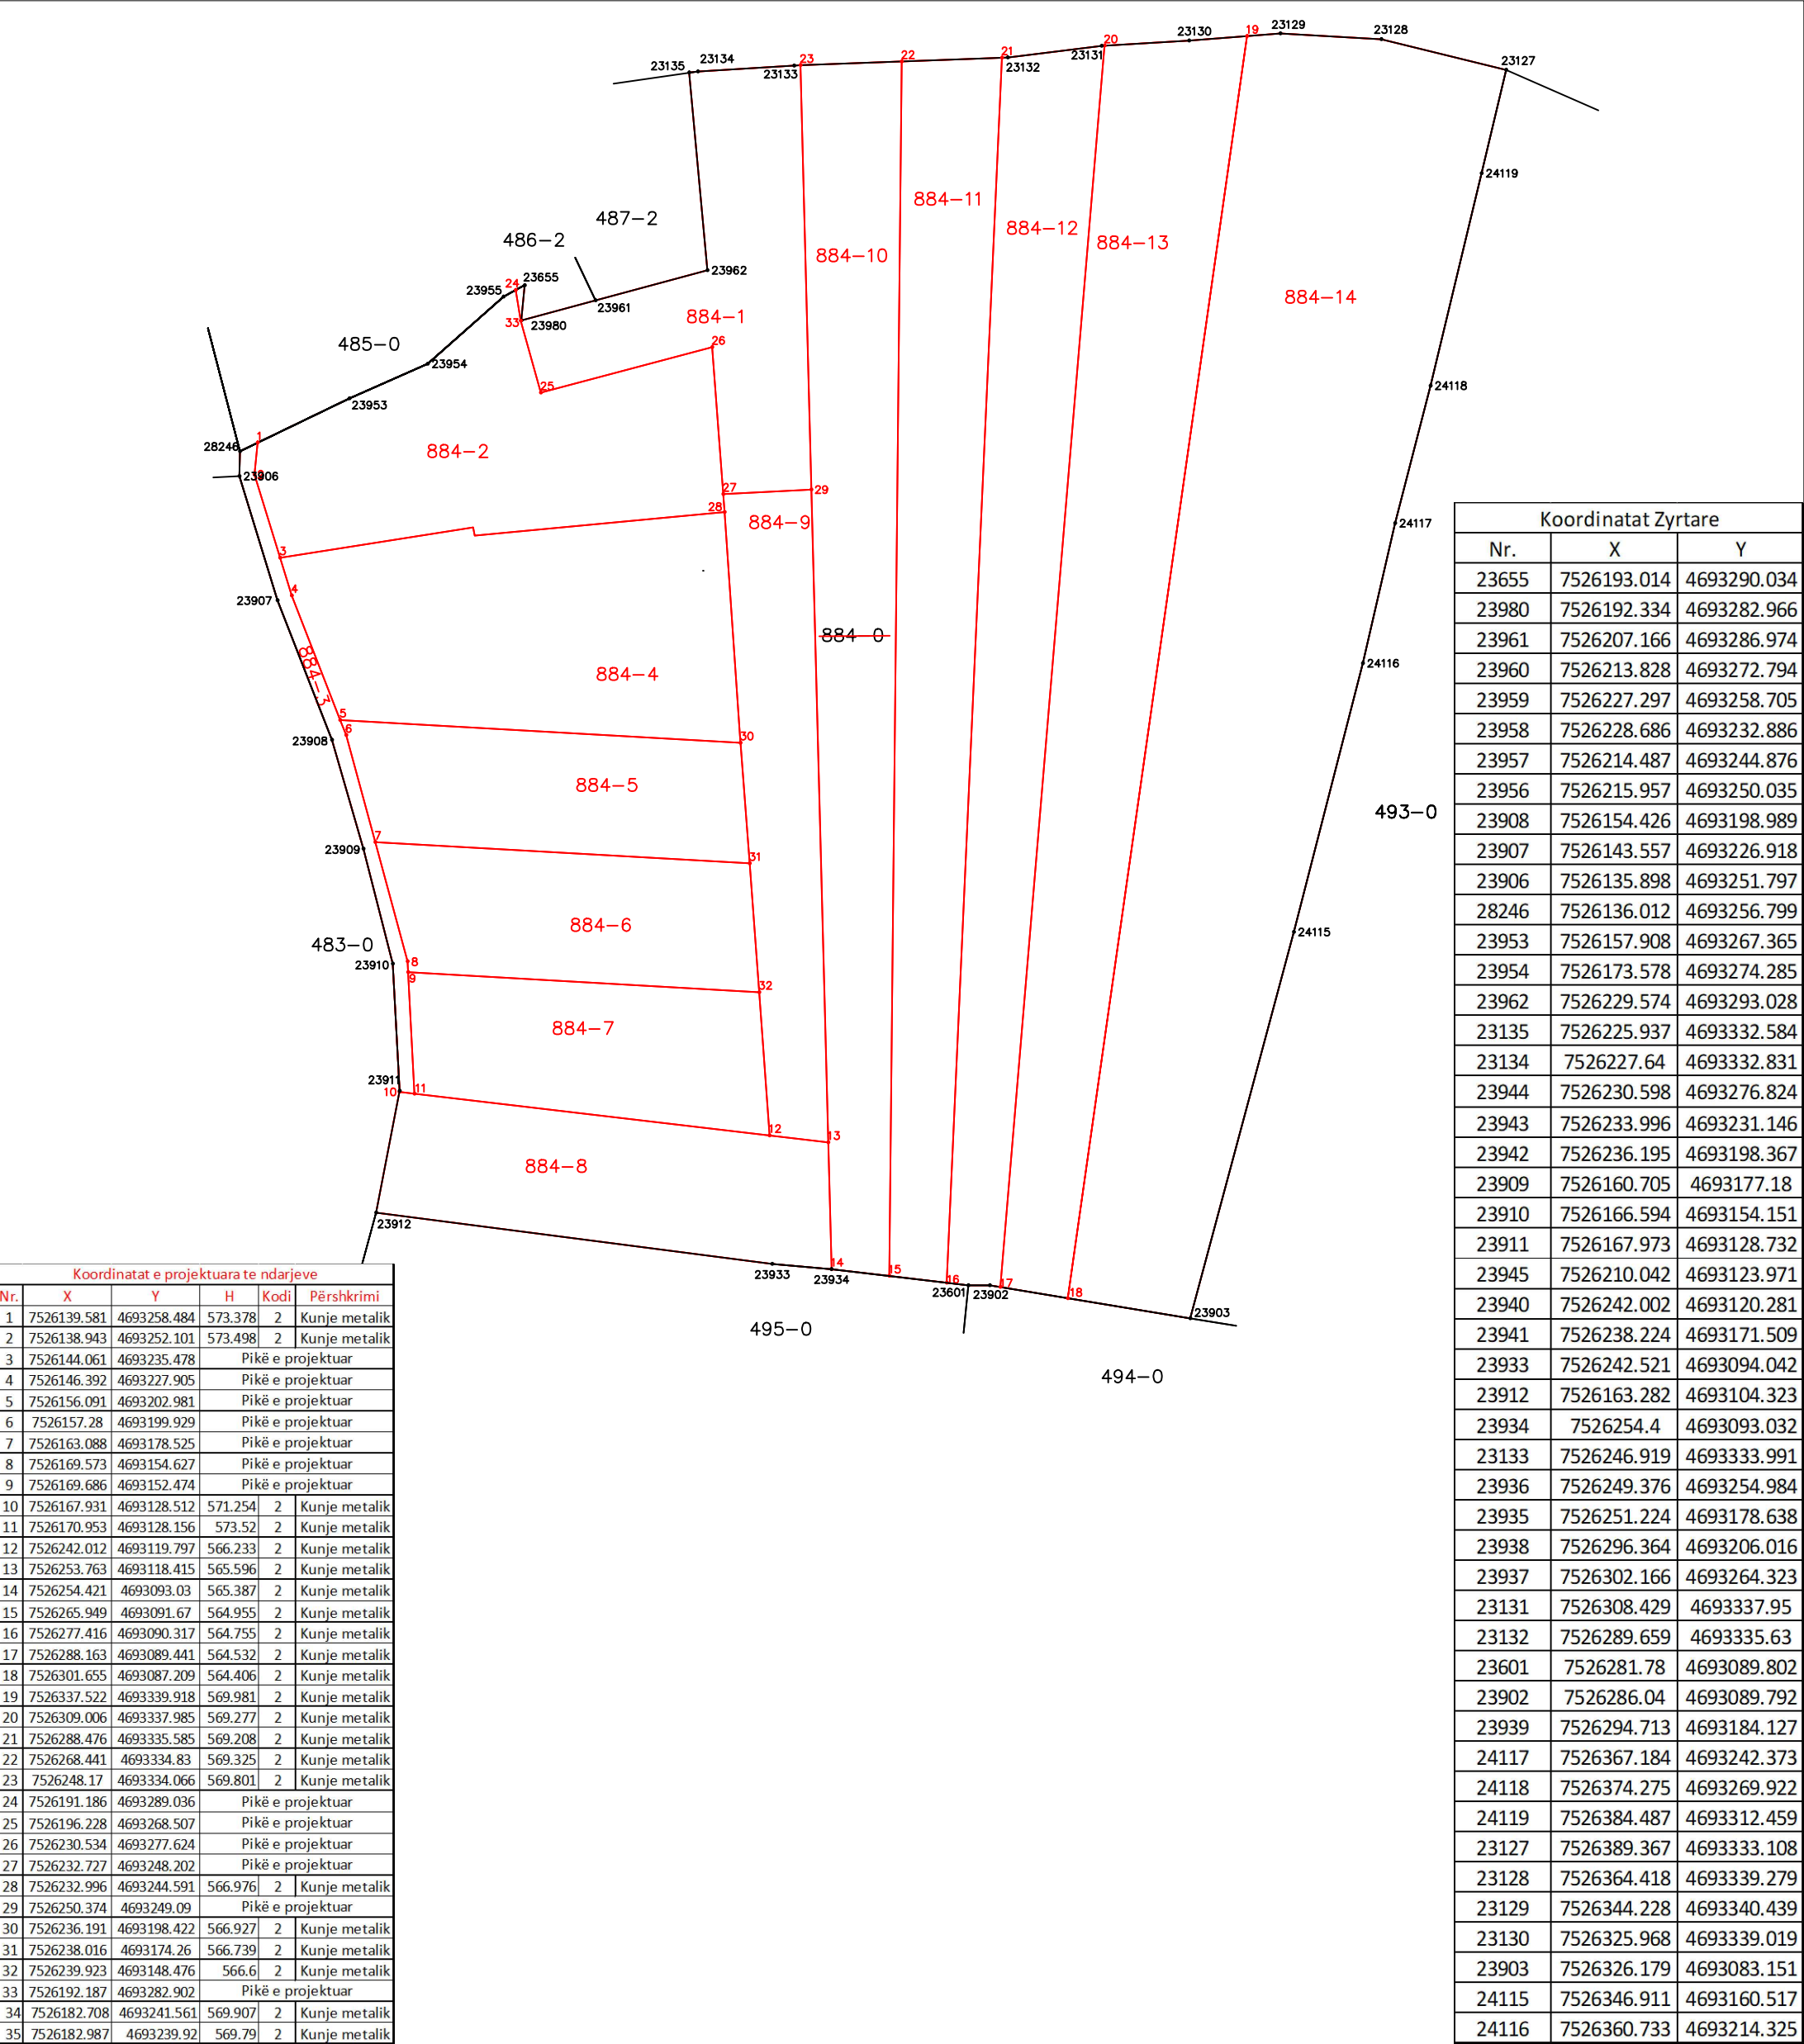 19
23129
23128
20
23130
23134
23
22
21
23135
23133
23132
23131
23127
24119
884-11
487-2
884-12
486-2
884-13
884-10
23962
24
23655
23955
23961
884-14
884-1
33
23980
485-0
26
23954
24118
25
23953
1
28246
884-2
2
23906
27
29
28
884-9
24117
3
4
23907
884-0
884-3
24116
884-4
5
6
23908
30
884-5
493-0
7
23909
31
884-6
24115
483-0
23910
8
9
32
884-7
23911
10
11
12
13
884-8
23912
14
15
23933
23934
16
17
23601
23902
18
23903
495-0
494-0
Koordinatat Zyrtare
Nr. X Y
23655 7526193.014 4693290.034
23980 7526192.334 4693282.966
23961 7526207.166 4693286.974
23960 7526213.828 4693272.794
23959 7526227.297 4693258.705
23958 7526228.686 4693232.886
23957 7526214.487 4693244.876
23956 7526215.957 4693250.035
23908 7526154.426 4693198.989
23907 7526143.557 4693226.918
23906 7526135.898 4693251.797
28246 7526136.012 4693256.799
23953 7526157.908 4693267.365
23954 7526173.578 4693274.285
23962 7526229.574 4693293.028
23135 7526225.937 4693332.584
23134 7526227.64 4693332.831
23944 7526230.598 4693276.824
23943 7526233.996 4693231.146
23942 7526236.195 4693198.367
23909 7526160.705 4693177.18
23910 7526166.594 4693154.151
23911 7526167.973 4693128.732
23945 7526210.042 4693123.971
23940 7526242.002 4693120.281
23941 7526238.224 4693171.509
23933 7526242.521 4693094.042
23912 7526163.282 4693104.323
23934 7526254.4 4693093.032
23133 7526246.919 4693333.991
23936 7526249.376 4693254.984
23935 7526251.224 4693178.638
23938 7526296.364 4693206.016
23937 7526302.166 4693264.323
23131 7526308.429 4693337.95
23132 7526289.659 4693335.63
23601 7526281.78 4693089.802
23902 7526286.04 4693089.792
23939 7526294.713 4693184.127
24117 7526367.184 4693242.373
24118 7526374.275 4693269.922
24119 7526384.487 4693312.459
23127 7526389.367 4693333.108
23128 7526364.418 4693339.279
23129 7526344.228 4693340.439
23130 7526325.968 4693339.019
23903 7526326.179 4693083.151
24115 7526346.911 4693160.517
24116 7526360.733 4693214.325
Koordinatat e projektuara te ndarjeve
Nr. X Y H Kodi Përshkrimi
1 7526139.581 4693258.484 573.378 2 Kunje metalik
2 7526138.943 4693252.101 573.498 2 Kunje metalik
3 7526144.061 4693235.478 Pikë e projektuar
4 7526146.392 4693227.905 Pikë e projektuar
5 7526156.091 4693202.981 Pikë e projektuar
6 7526157.28 4693199.929 Pikë e projektuar
7 7526163.088 4693178.525 Pikë e projektuar
8 7526169.573 4693154.627 Pikë e projektuar
9 7526169.686 4693152.474 Pikë e projektuar
10 7526167.931 4693128.512 571.254 2 Kunje metalik
11 7526170.953 4693128.156 573.52 2 Kunje metalik
12 7526242.012 4693119.797 566.233 2 Kunje metalik
13 7526253.763 4693118.415 565.596 2 Kunje metalik
14 7526254.421 4693093.03 565.387 2 Kunje metalik
15 7526265.949 4693091.67 564.955 2 Kunje metalik
16 7526277.416 4693090.317 564.755 2 Kunje metalik
17 7526288.163 4693089.441 564.532 2 Kunje metalik
18 7526301.655 4693087.209 564.406 2 Kunje metalik
19 7526337.522 4693339.918 569.981 2 Kunje metalik
20 7526309.006 4693337.985 569.277 2 Kunje metalik
21 7526288.476 4693335.585 569.208 2 Kunje metalik
22 7526268.441 4693334.83 569.325 2 Kunje metalik
23 7526248.17 4693334.066 569.801 2 Kunje metalik
24 7526191.186 4693289.036 Pikë e projektuar
25 7526196.228 4693268.507 Pikë e projektuar
26 7526230.534 4693277.624 Pikë e projektuar
27 7526232.727 4693248.202 Pikë e projektuar
28 7526232.996 4693244.591 566.976 2 Kunje metalik
29 7526250.374 4693249.09 Pikë e projektuar
30 7526236.191 4693198.422 566.927 2 Kunje metalik
31 7526238.016 4693174.26 566.739 2 Kunje metalik
32 7526239.923 4693148.476 566.6 2 Kunje metalik
33 7526192.187 4693282.902 Pikë e projektuar
34 7526182.708 4693241.561 569.907 2 Kunje metalik
35 7526182.987 4693239.92 569.79 2 Kunje metalik